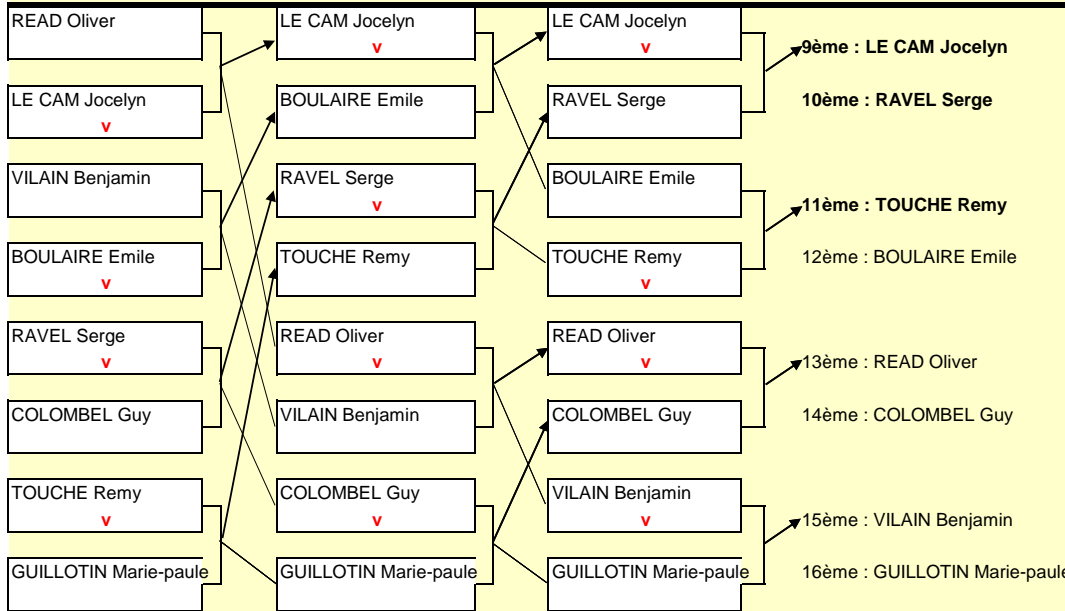 READ Oliver
LE CAM Jocelyn
v
VILAIN Benjamin
BOULAIRE Emile
v
RAVEL Serge
v
COLOMBEL Guy
TOUCHE Remy
v
GUILLOTIN Marie-paule
LE CAM Jocelyn
v
BOULAIRE Emile
RAVEL Serge
v
TOUCHE Remy
READ Oliver
v
VILAIN Benjamin
COLOMBEL Guy
v
GUILLOTIN Marie-paule
LE CAM Jocelyn
v
RAVEL Serge
BOULAIRE Emile
TOUCHE Remy
v
READ Oliver
v
COLOMBEL Guy
VILAIN Benjamin
v
GUILLOTIN Marie-paule
9ème : LE CAM Jocelyn
10ème : RAVEL Serge
11ème : TOUCHE Remy
12ème : BOULAIRE Emile
13ème : READ Oliver
14ème : COLOMBEL Guy
15ème : VILAIN Benjamin
16ème : GUILLOTIN Marie-paule